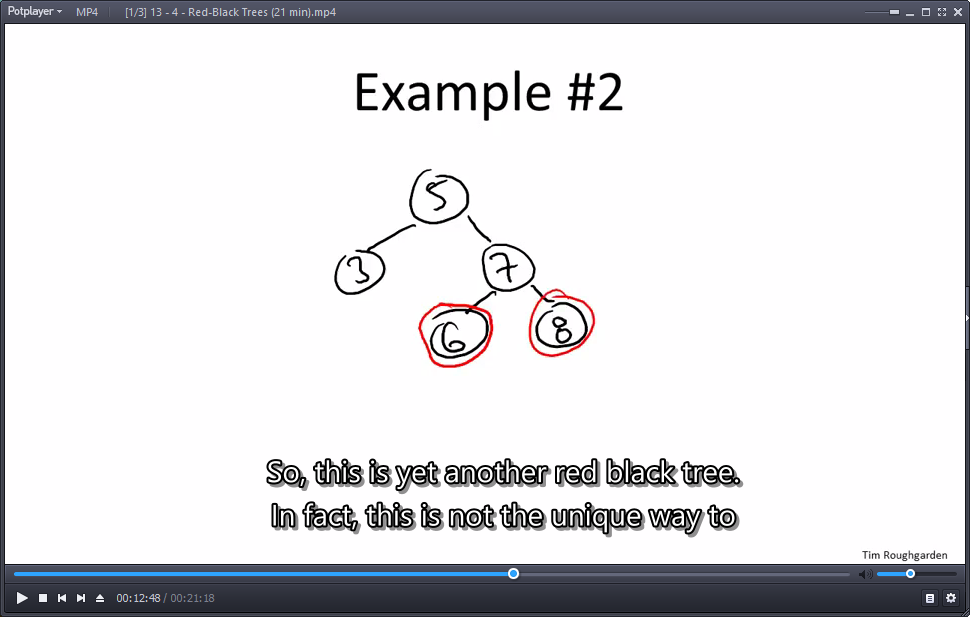 Potplayer MP4 [1/3] 13 - 4 - Red-Black Trees (21 min).mp4
Example #2
5
3 7
6 8
So, this is yet another red black tree.
In fact, this is not the unique way to
Tim Roughgarden
00:12:48 / 00:21:18